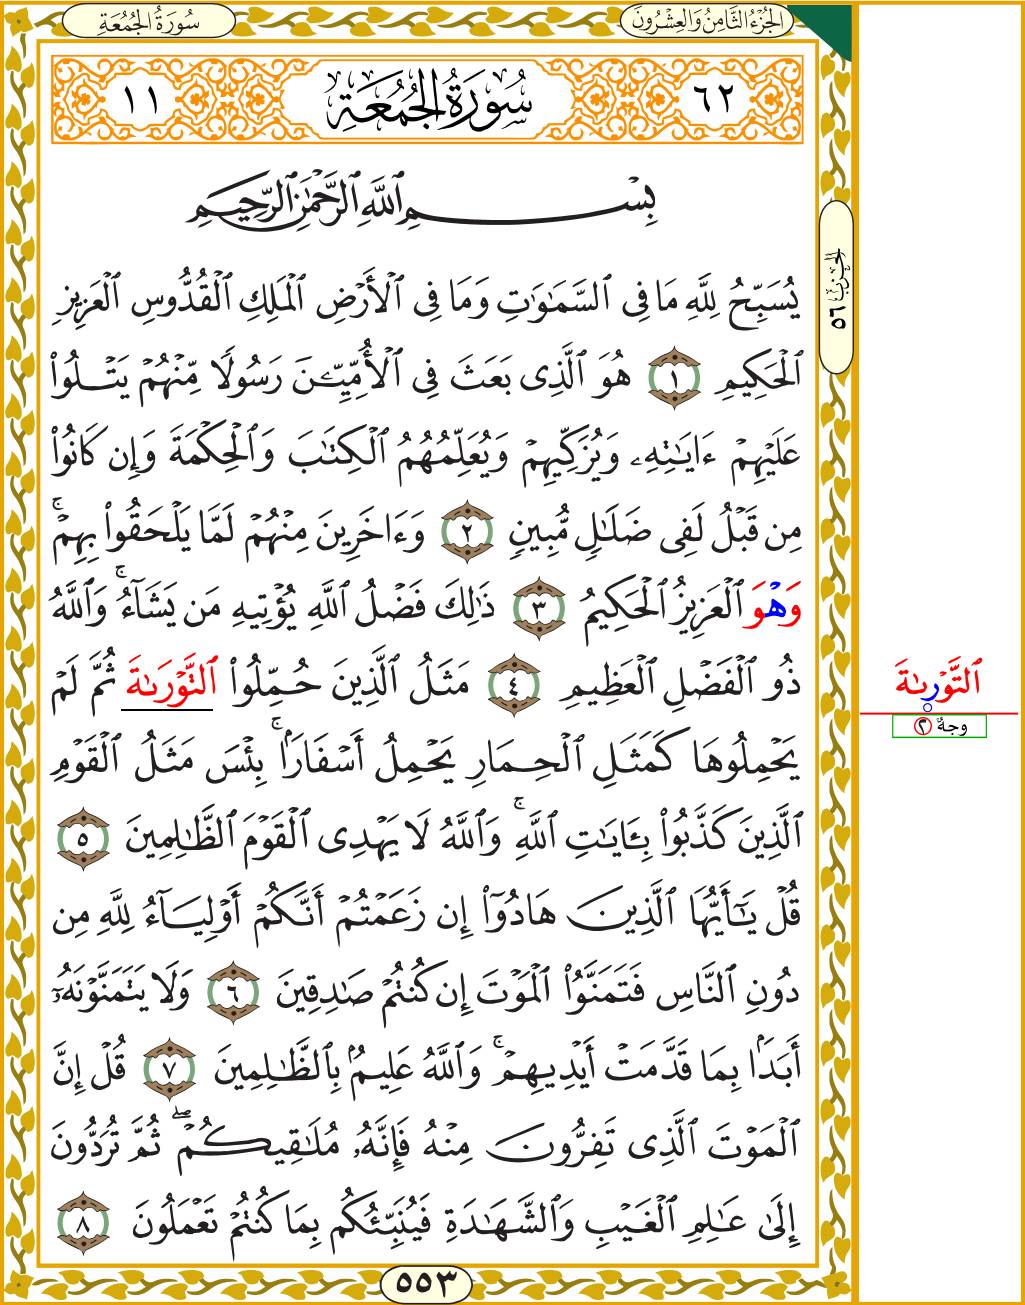 الجُزْءُ الثَّامِنُ وَالعِشْرُونَ
سُورَةُ الجُمُعَةِ
٦٢
سُورَةُ الجُمُعَةِ
١١
بِسْمِ ٱللَّهِ ٱلرَّحْمَٰنِ ٱلرَّحِيمِ
يُسَبِّحُ لِلَّهِ مَا فِى ٱلسَّمَٰوَٰتِ وَمَا فِى ٱلْأَرْضِ ٱلْمَلِكِ ٱلْقُدُّوسِ ٱلْعَزِيزِ
ٱلْحَكِيمِ ١ هُوَ ٱلَّذِى بَعَثَ فِى ٱلْأُمِّيِّـۧنَ رَسُولًا مِّنْهُمْ يَتْلُوا۟
عَلَيْهِمْ ءَايَٰتِهِۦ وَيُزَكِّيهِمْ وَيُعَلِّمُهُمُ ٱلْكِتَٰبَ وَٱلْحِكْمَةَ وَإِن كَانُوا۟
مِن قَبْلُ لَفِى ضَلَٰلٍ مُّبِينٍ ٢ وَءَاخَرِينَ مِنْهُمْ لَمَّا يَلْحَقُوا۟ بِهِمْ ۚ
وَهْوَ ٱلْعَزِيزُ ٱلْحَكِيمُ ٣ ذَٰلِكَ فَضْلُ ٱللَّهِ يُؤْتِيهِ مَن يَشَآءُ ۚ وَٱللَّهُ
ذُو ٱلْفَضْلِ ٱلْعَظِيمِ ٤ مَثَلُ ٱلَّذِينَ حُمِّلُوا۟ ٱلتَّوْرَىٰةَ ثُمَّ لَمْ
يَحْمِلُوهَا كَمَثَلِ ٱلْحِمَارِ يَحْمِلُ أَسْفَارًۢا ۚ بِئْسَ مَثَلُ ٱلْقَوْمِ
ٱلَّذِينَ كَذَّبُوا۟ بِـَٔايَٰتِ ٱللَّهِ ۚ وَٱللَّهُ لَا يَهْدِى ٱلْقَوْمَ ٱلظَّٰلِمِينَ ٥
قُلْ يَٰٓأَيُّهَا ٱلَّذِينَ هَادُوٓا۟ إِن زَعَمْتُمْ أَنَّكُمْ أَوْلِيَآءُ لِلَّهِ مِن
دُونِ ٱلنَّاسِ فَتَمَنَّوُا۟ ٱلْمَوْتَ إِن كُنتُمْ صَٰدِقِينَ ٦ وَلَا يَتَمَنَّوْنَهُۥٓ
أَبَدًۢا بِمَا قَدَّمَتْ أَيْدِيهِمْ ۚ وَٱللَّهُ عَلِيمٌۢ بِٱلظَّٰلِمِينَ ٧ قُلْ إِنَّ
ٱلْمَوْتَ ٱلَّذِى تَفِرُّونَ مِنْهُ فَإِنَّهُۥ مُلَٰقِيكُمْ ۖ ثُمَّ تُرَدُّونَ
إِلَىٰ عَٰلِمِ ٱلْغَيْبِ وَٱلشَّهَٰدَةِ فَيُنَبِّئُكُم بِمَا كُنتُمْ تَعْمَلُونَ ٨
٥٥٣
الحِزْبُ ٥٦
ٱلتَّوْرَىٰةَ
وجهٌ ٢